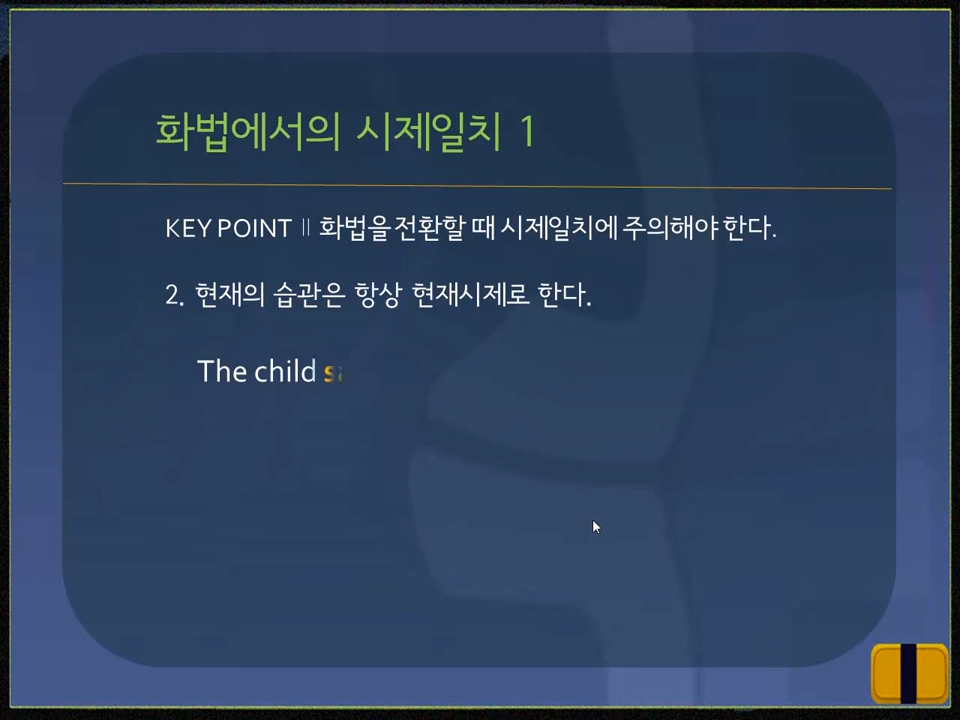 화법에서의 시제일치 1
KEY POINT Ⅱ 화법을 전환할 때 시제일치에 주의해야 한다.
2. 현재의 습관은 항상 현재시제로 한다.
The child